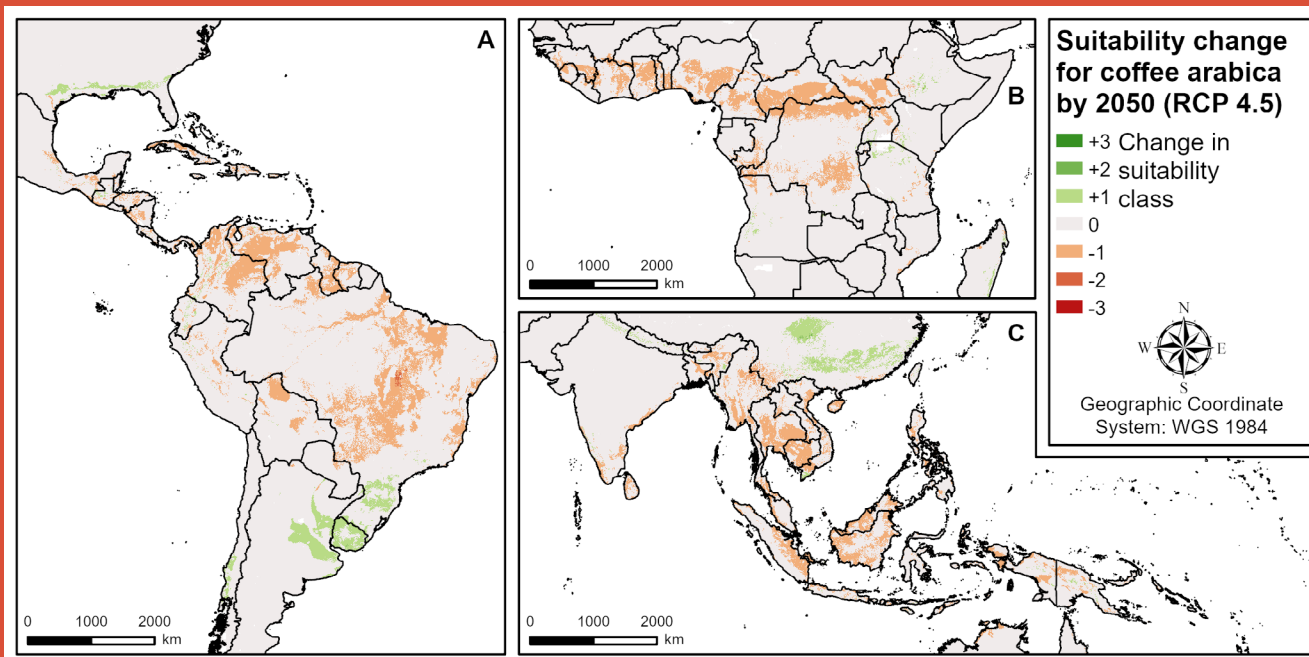 A
0 1000 2000
km
B
0 1000 2000
km
C
0 1000 2000
km
Suitability change
for coffee arabica
by 2050 (RCP 4.5)
+3 Change in
+2 suitability
+1 class
0
-1
-2
-3
N
W E
S
Geographic Coordinate
System: WGS 1984